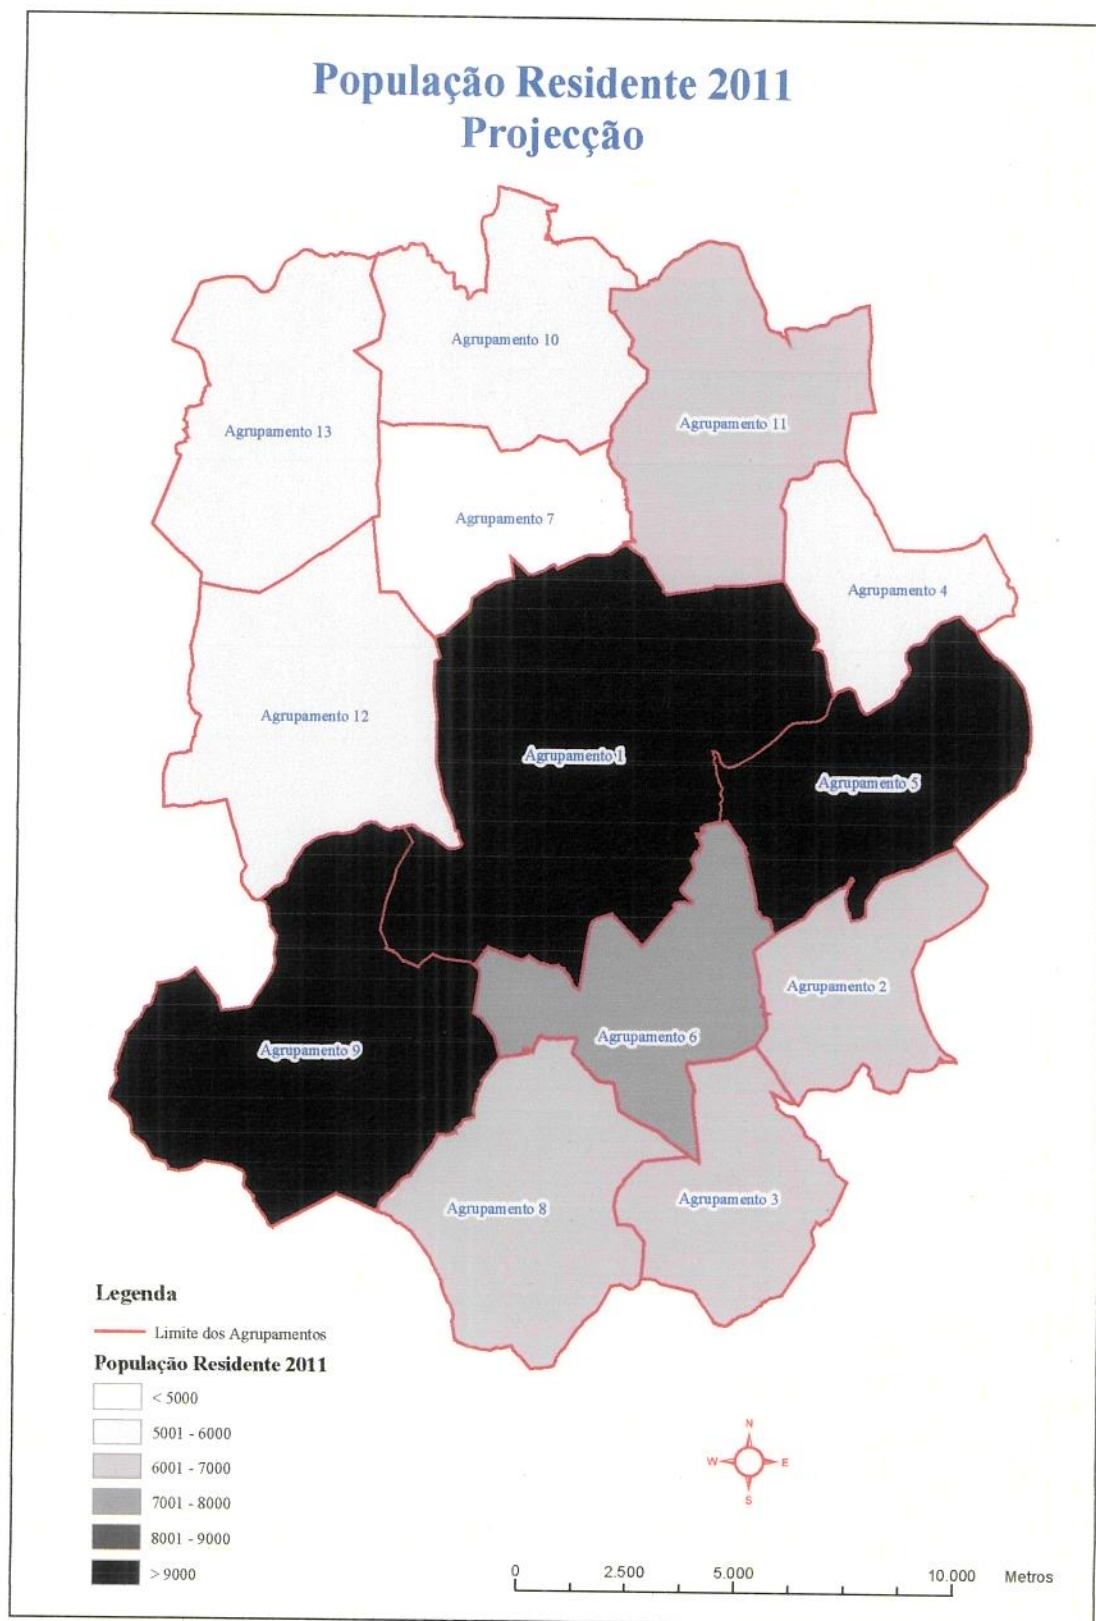 População Residente 2011
Projecção
Agrupamento 10
Agrupamento 11
Agrupamento 13
Agrupamento 7
Agrupamento 4
Agrupamento 12
Agrupamento 1
Agrupamento 5
Agrupamento 2
Agrupamento 6
Agrupamento 9
Agrupamento 3
Agrupamento 8
Legenda
Limite dos Agrupamentos
População Residente 2011
< 5000
5001 - 6000
6001 - 7000
7001 - 8000
8001 - 9000
> 9000
N
W E
S
0 2.500 5.000 10.000 Metros